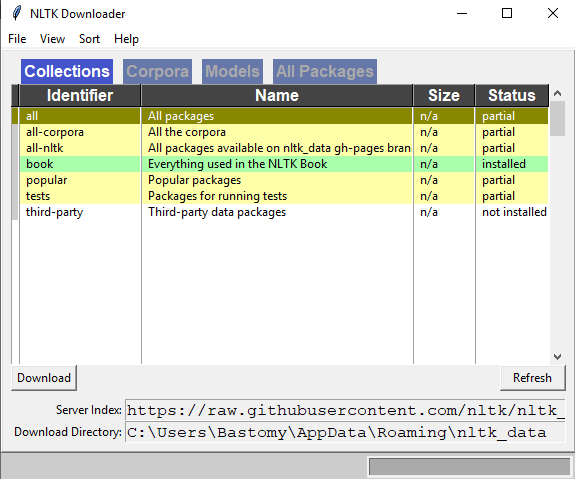 NLTK Downloader
File View Sort Help
Collections Corpora Models All Packages
Identifier Name Size Status
all All packages n/a partial
all-corpora All the corpora n/a partial
all-nltk All packages available on nltk_data gh-pages bran n/a partial
book Everything used in the NLTK Book n/a installed
popular Popular packages n/a partial
tests Packages for running tests n/a partial
third-party Third-party data packages n/a not installed
Download Refresh
Server Index: https://raw.githubusercontent.com/nltk/nltk_
Download Directory: C:\Users\Bastomy\AppData\Roaming\nltk_data